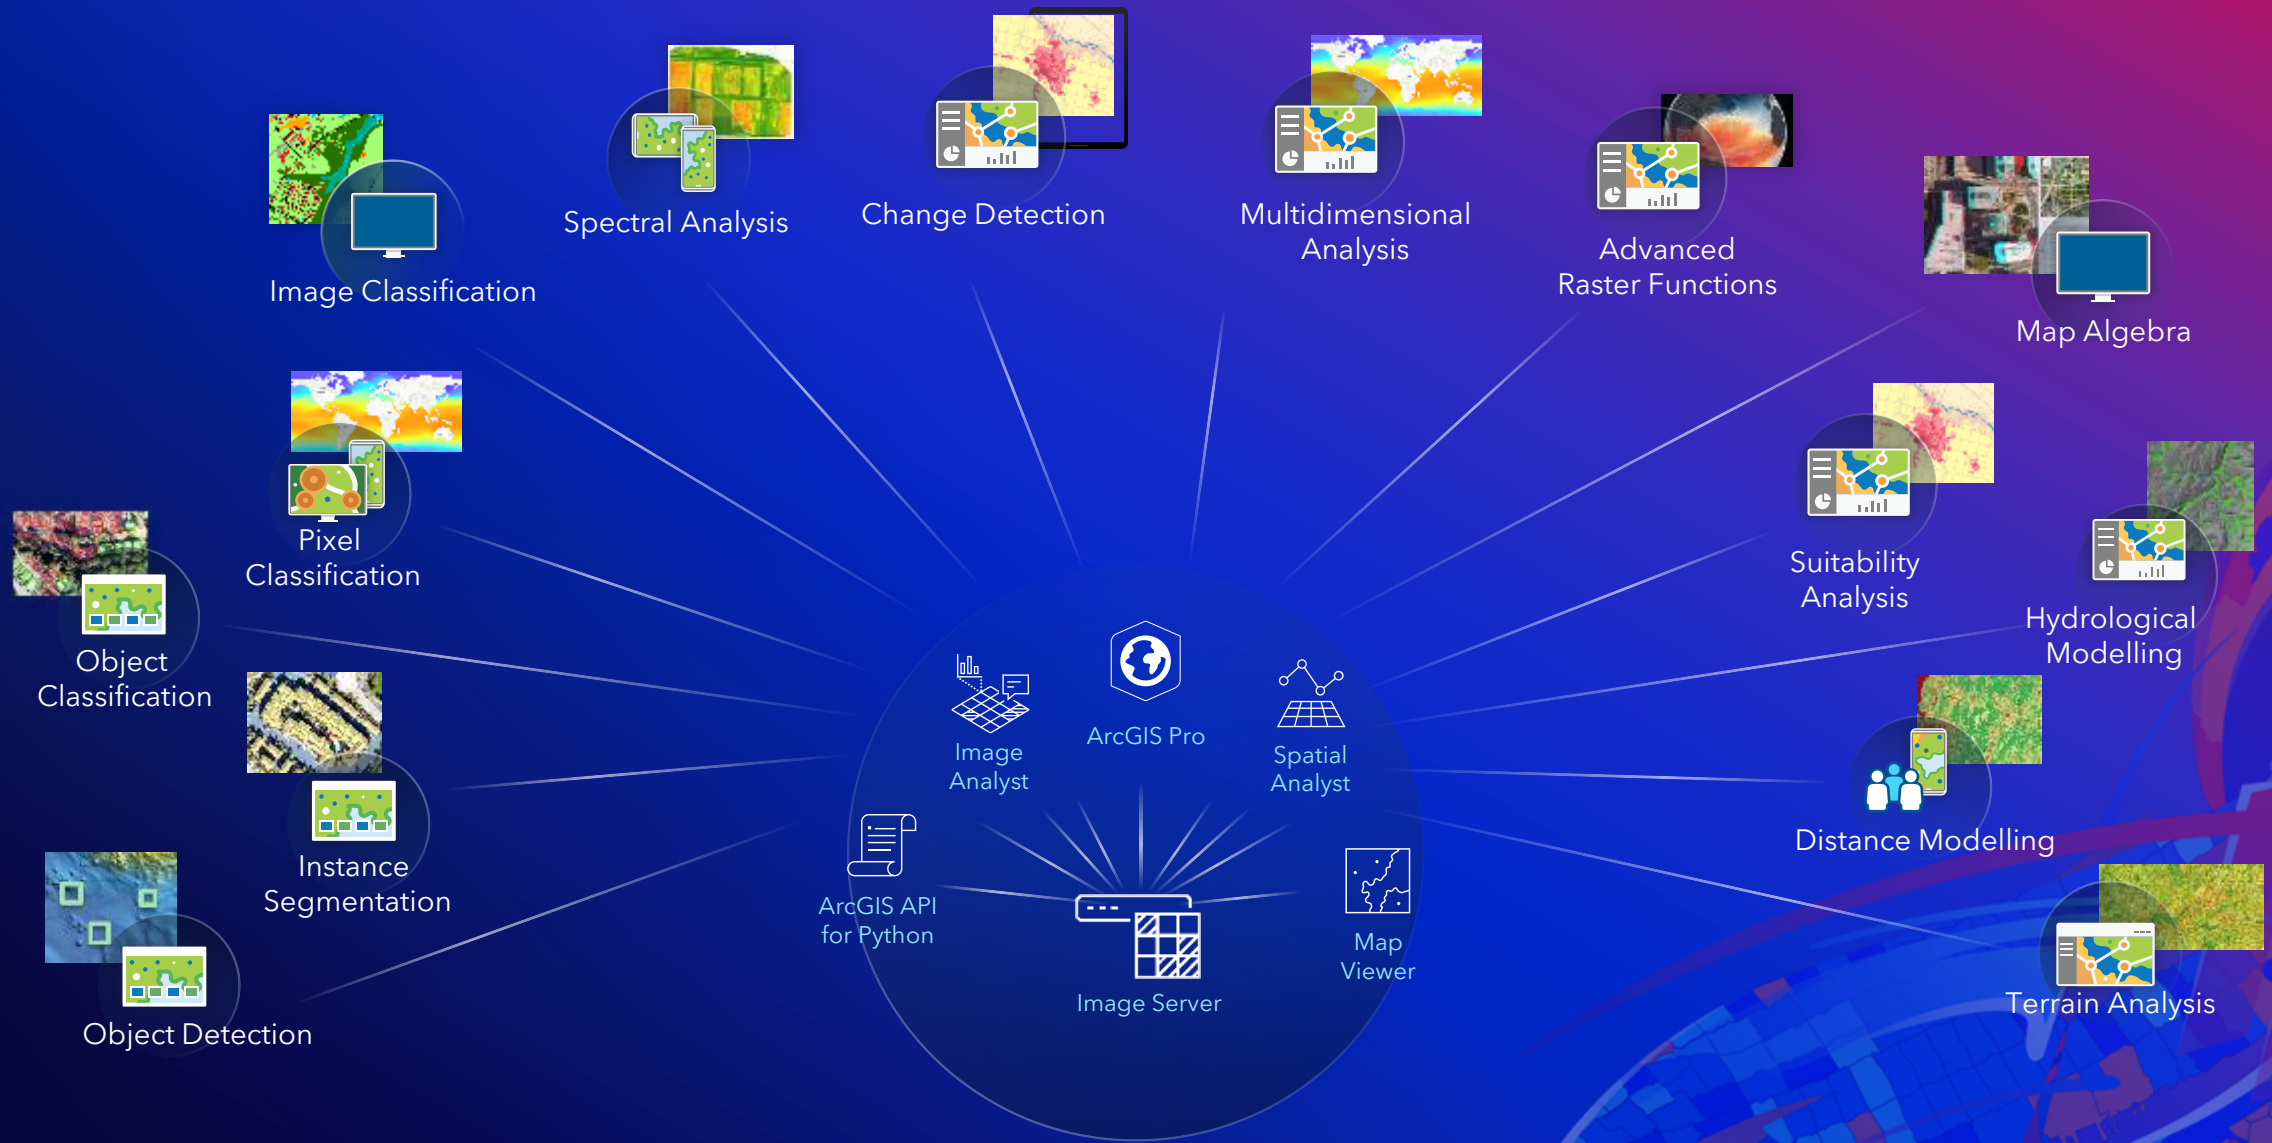 Spectral Analysis
Change Detection
Multidimensional
Analysis
Advanced
Raster Functions
Map Algebra
Image Classification
Pixel
Classification
Object
Classification
Instance
Segmentation
Object Detection
Suitability
Analysis
Hydrological
Modelling
Distance Modelling
Terrain Analysis
Image
Analyst
ArcGIS Pro
Spatial
Analyst
ArcGIS API
for Python
Map
Viewer
Image Server